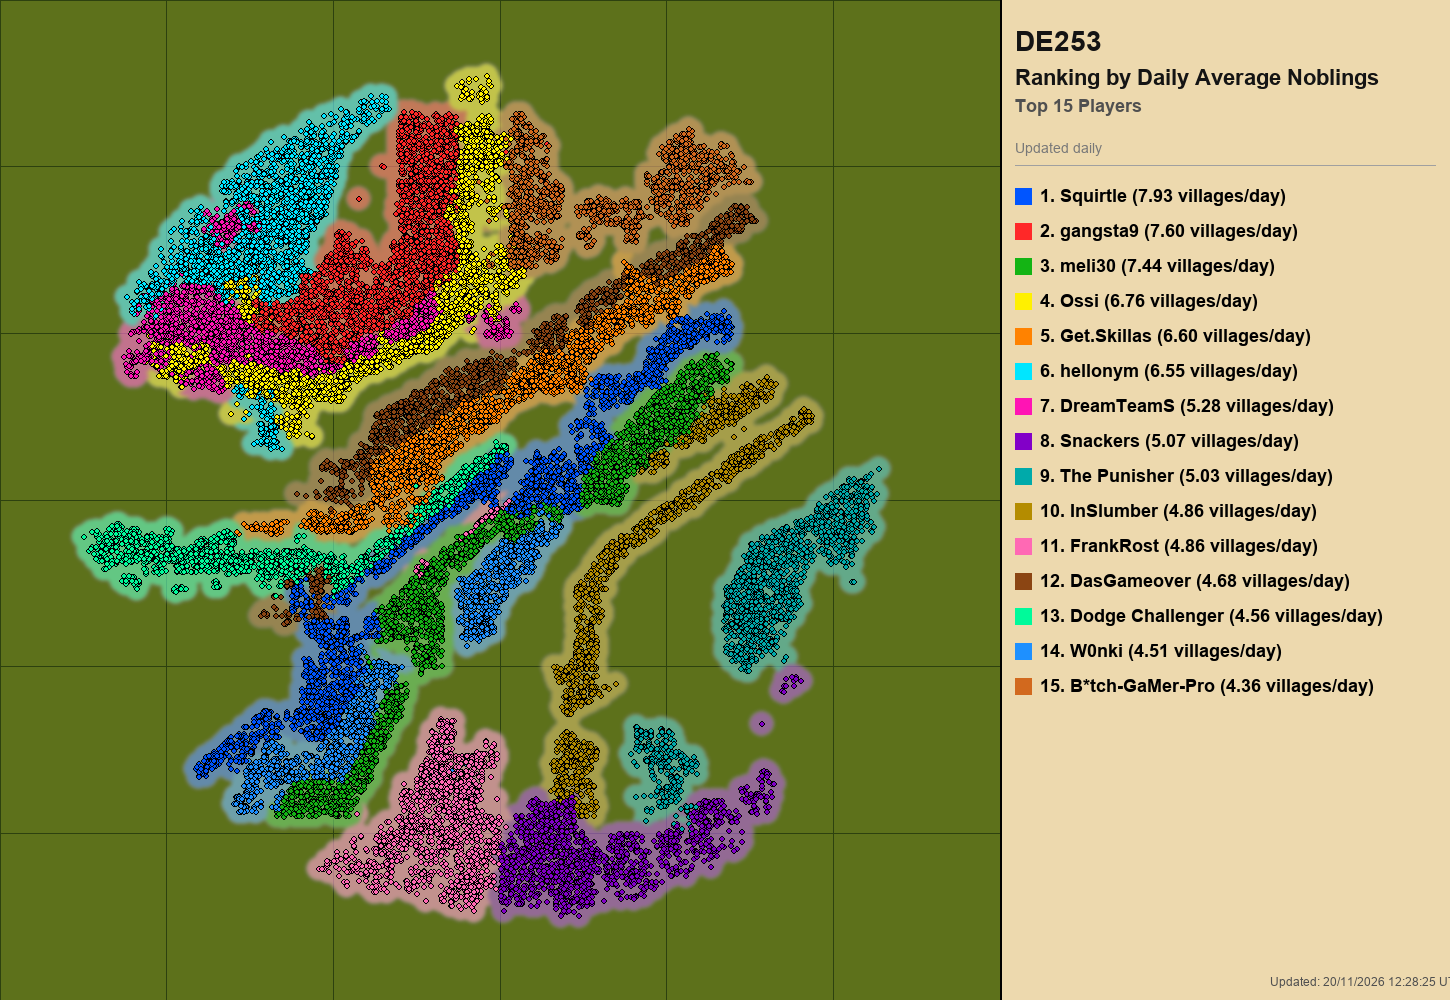 DE253
Ranking by Daily Average Noblings
Top 15 Players
Updated daily
1. Squirtle (7.93 villages/day)
2. gangsta9 (7.60 villages/day)
3. meli30 (7.44 villages/day)
4. Ossi (6.76 villages/day)
5. Get.Skillas (6.60 villages/day)
6. hellonym (6.55 villages/day)
7. DreamTeamS (5.28 villages/day)
8. Snackers (5.07 villages/day)
9. The Punisher (5.03 villages/day)
10. InSlumber (4.86 villages/day)
11. FrankRost (4.86 villages/day)
12. DasGameover (4.68 villages/day)
13. Dodge Challenger (4.56 villages/day)
14. W0nki (4.51 villages/day)
15. B*tch-GaMer-Pro (4.36 villages/day)
Updated: 20/11/2026 12:28:25